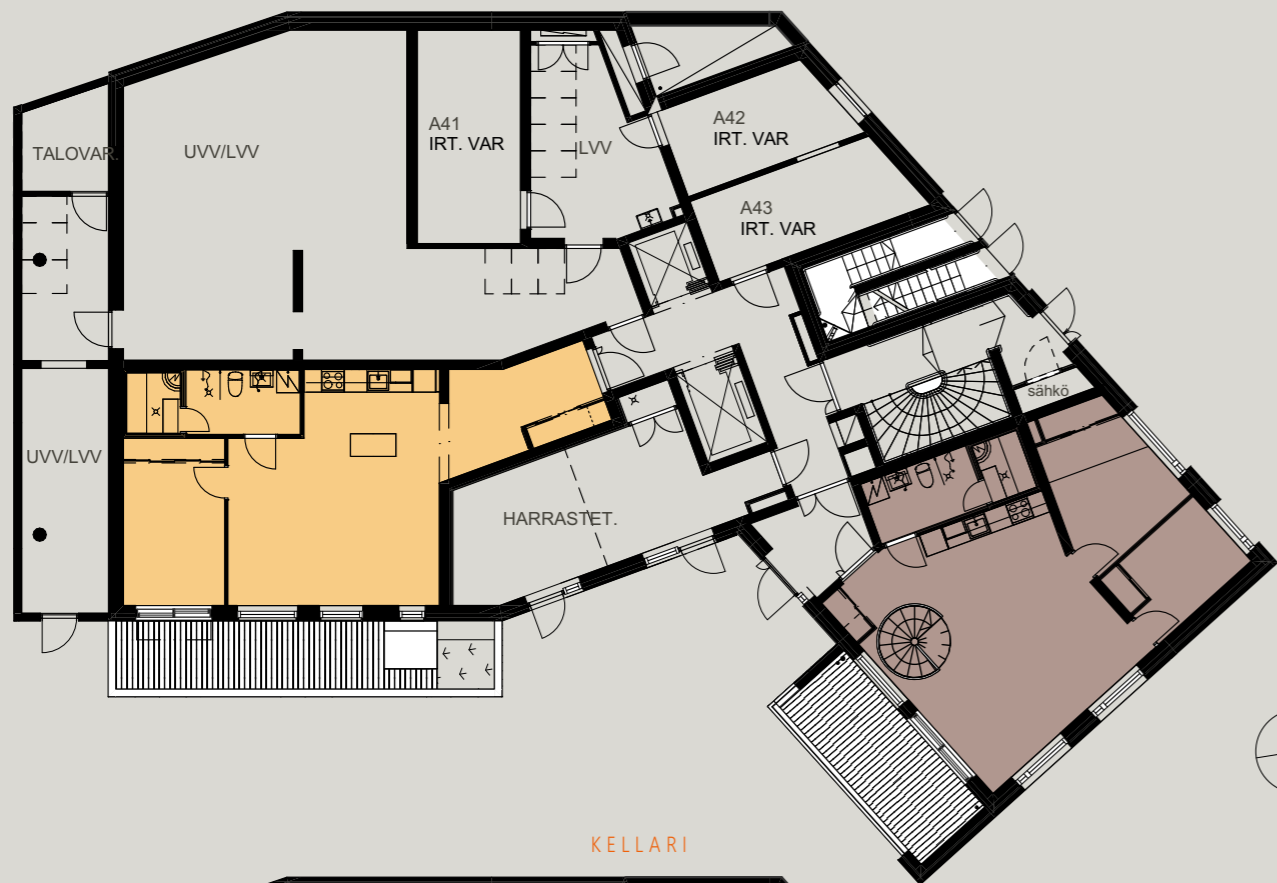 A41
IRT. VAR
A42
IRT. VAR
TALOVAR.
UVV/LVV
LVV
A43
IRT. VAR
sähkö
UVV/LVV
HARRASTET.
KELLARI